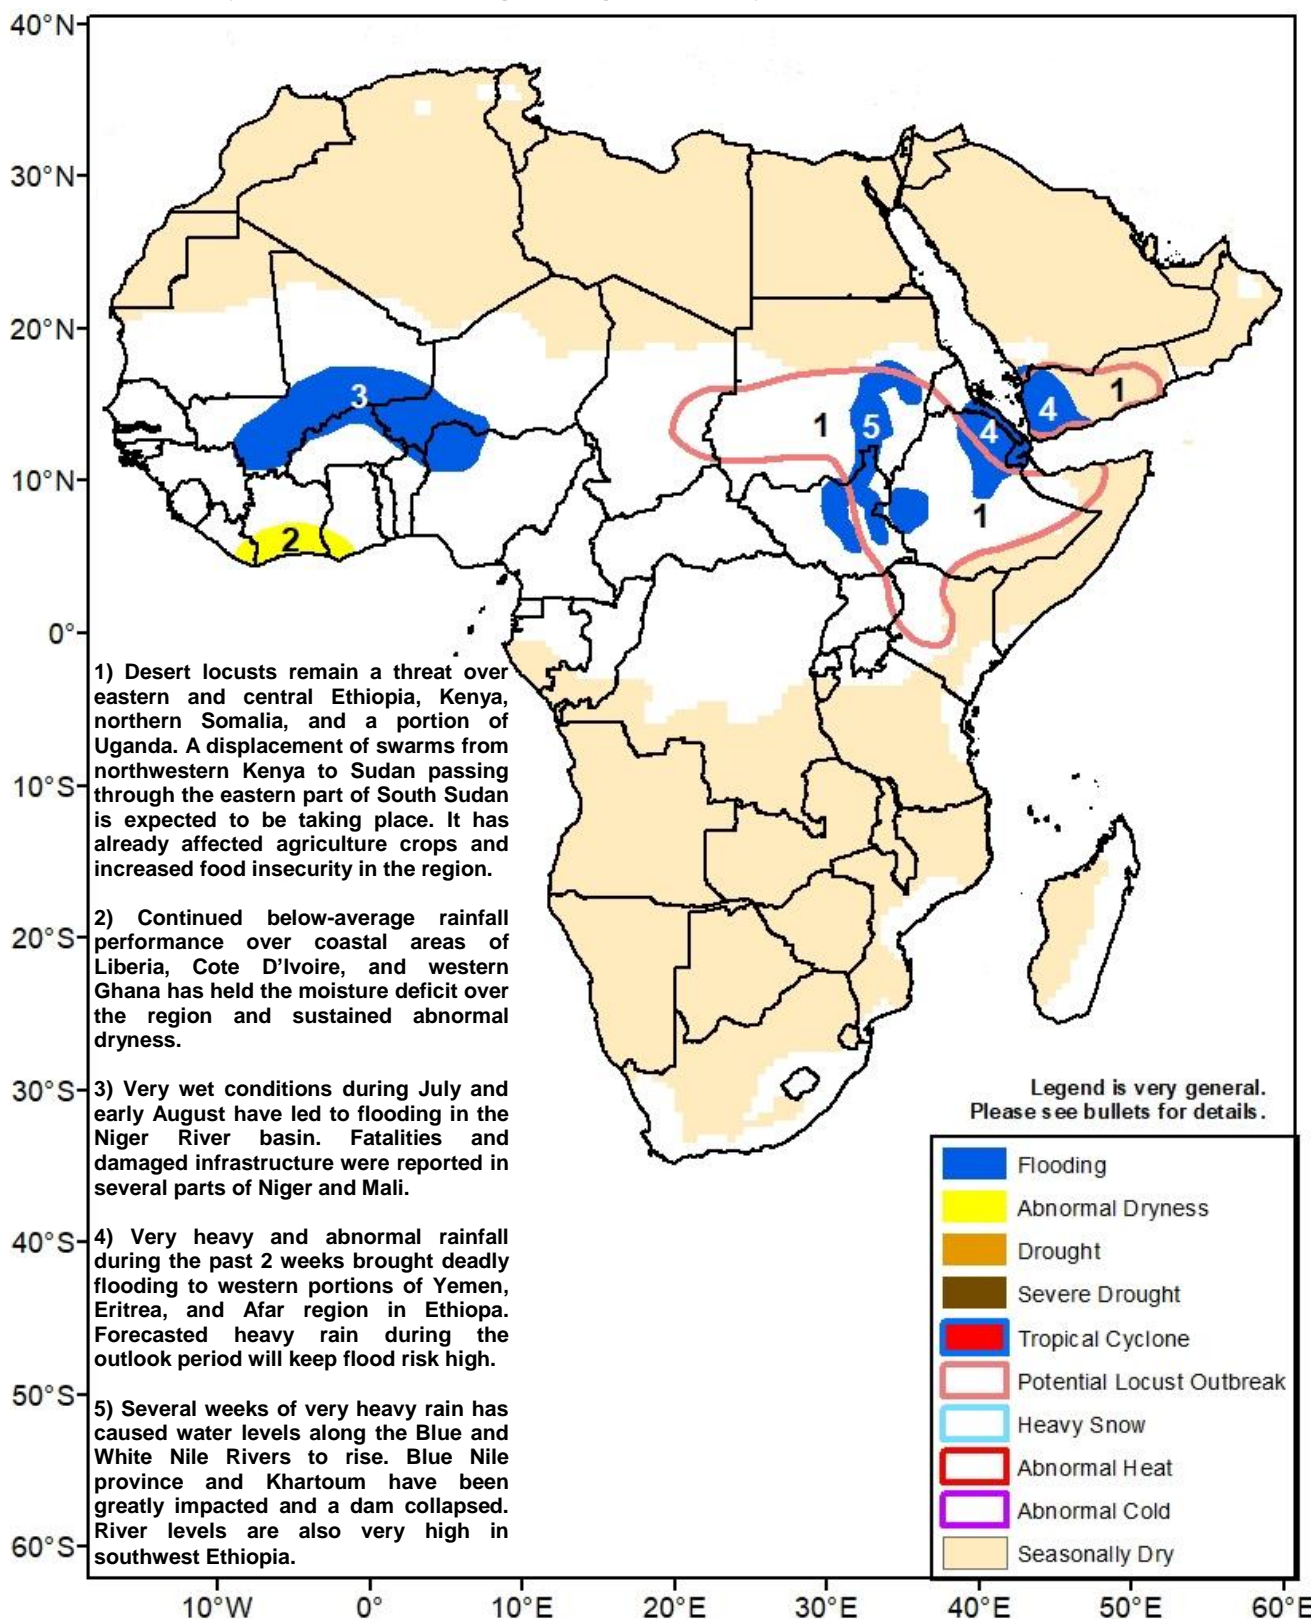 40°N
30°N
20°N
10°N
0°
10°S
20°S
30°S
40°S
50°S
60°S
3
1
5
4
4
1
1
2
1) Desert locusts remain a threat over
eastern and central Ethiopia, Kenya,
northern Somalia, and a portion of
Uganda. A displacement of swarms from
northwestern Kenya to Sudan passing
through the eastern part of South Sudan
is expected to be taking place. It has
already affected agriculture crops and
increased food insecurity in the region.
2) Continued below-average rainfall
performance over coastal areas of
Liberia, Cote D'Ivoire, and western
Ghana has held the moisture deficit over
the region and sustained abnormal
dryness.
3) Very wet conditions during July and
early August have led to flooding in the
Niger River basin. Fatalities and
damaged infrastructure were reported in
several parts of Niger and Mali.
4) Very heavy and abnormal rainfall
during the past 2 weeks brought deadly
flooding to western portions of Yemen,
Eritrea, and Afar region in Ethiopa.
Forecasted heavy rain during the
outlook period will keep flood risk high.
5) Several weeks of very heavy rain has
caused water levels along the Blue and
White Nile Rivers to rise. Blue Nile
province and Khartoum have been
greatly impacted and a dam collapsed.
River levels are also very high in
southwest Ethiopia.
Legend is very general.
Please see bullets for details.
Flooding
Abnormal Dryness
Drought
Severe Drought
Tropical Cyclone
Potential Locust Outbreak
Heavy Snow
Abnormal Heat
Abnormal Cold
Seasonally Dry
10°W 0° 10°E 20°E 30°E 40°E 50°E 60°E